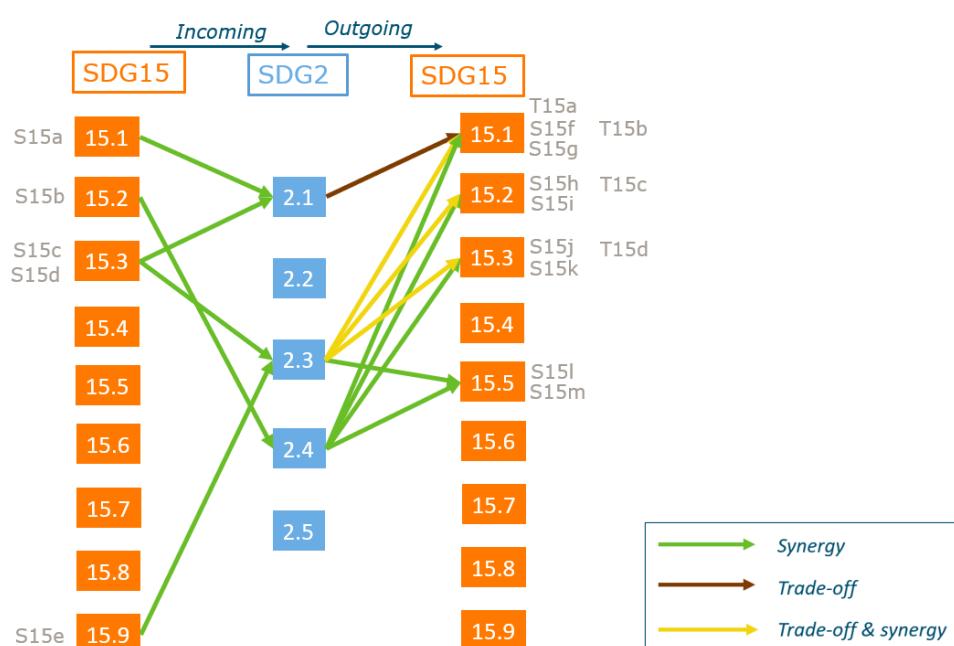 Incoming
Outgoing
SDG15
SDG2
SDG15
T15a
S15a
15.1
15.1
S15f
T15b
S15g
S15b
15.2
2.1
15.2
S15h
T15c
S15i
S15c
S15d
15.3
15.3
S15j
T15d
S15k
2.2
15.4
15.4
2.3
15.5
15.5
S15l
S15m
15.6
2.4
15.6
15.7
2.5
15.7
15.8
15.8
S15e
15.9
15.9
Synergy
Trade-off
Trade-off & synergy